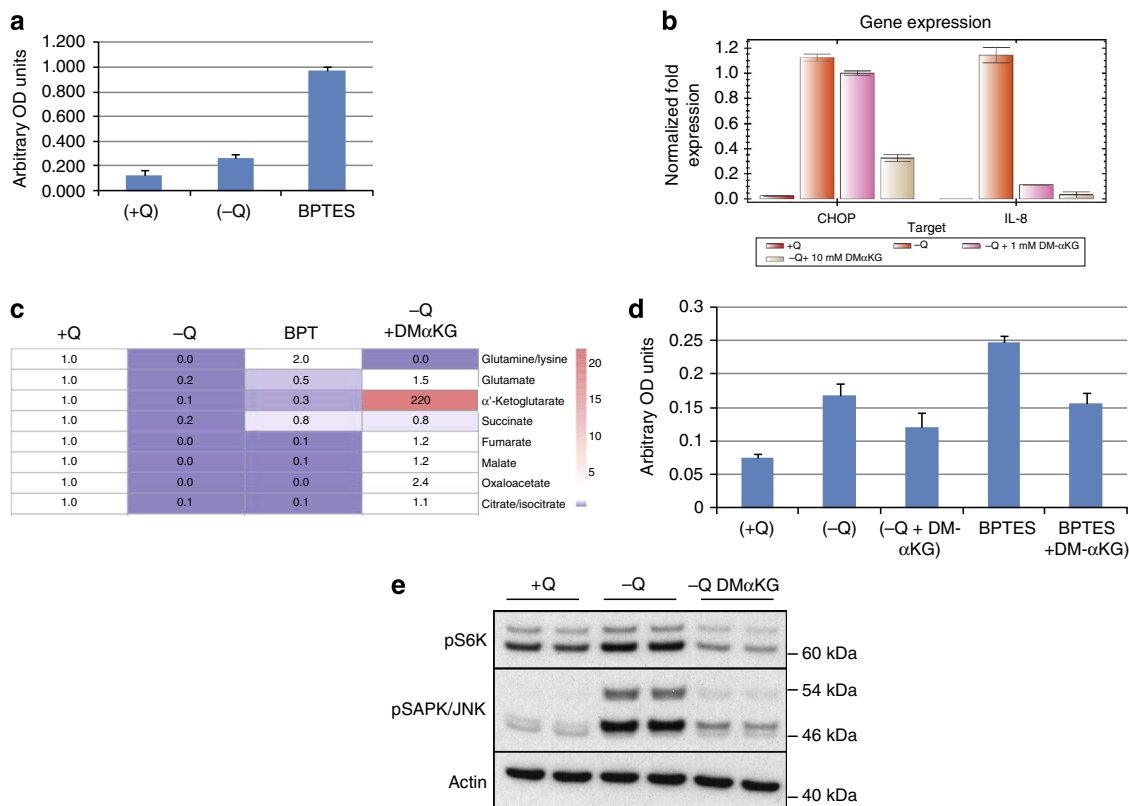 a
1.200
1.000
0.800
0.600
0.400
0.200
0.000
Arbitrary OD units
(+Q)
(−Q)
BPTES
b
Gene expression
1.2
1.0
0.8
0.6
0.4
0.2
0.0
Normalized fold
expression
CHOP
IL-8
Target
+Q
−Q
−Q + 1 mM DM-αKG
−Q+ 10 mM DMαKG
c
+Q
−Q
BPT
−Q
+DMαKG
1.0 0.0 2.0 0.0 Glutamine/lysine
1.0 0.2 0.5 1.5 Glutamate
1.0 0.1 0.3 220 α'-Ketoglutarate
1.0 0.2 0.8 0.8 Succinate
1.0 0.0 0.1 1.2 Fumarate
1.0 0.0 0.1 1.2 Malate
1.0 0.0 0.0 2.4 Oxaloacetate
1.0 0.1 0.1 1.1 Citrate/isocitrate
20
15
10
5
d
0.3
0.25
0.2
0.15
0.1
0.05
0
Arbitrary OD units
(+Q)
(−Q)
(−Q + DM-
αKG)
BPTES
BPTES
+DM-αKG)
e
+Q
−Q
−Q DMαKG
pS6K
60 kDa
pSAPK/JNK
54 kDa
46 kDa
Actin
40 kDa